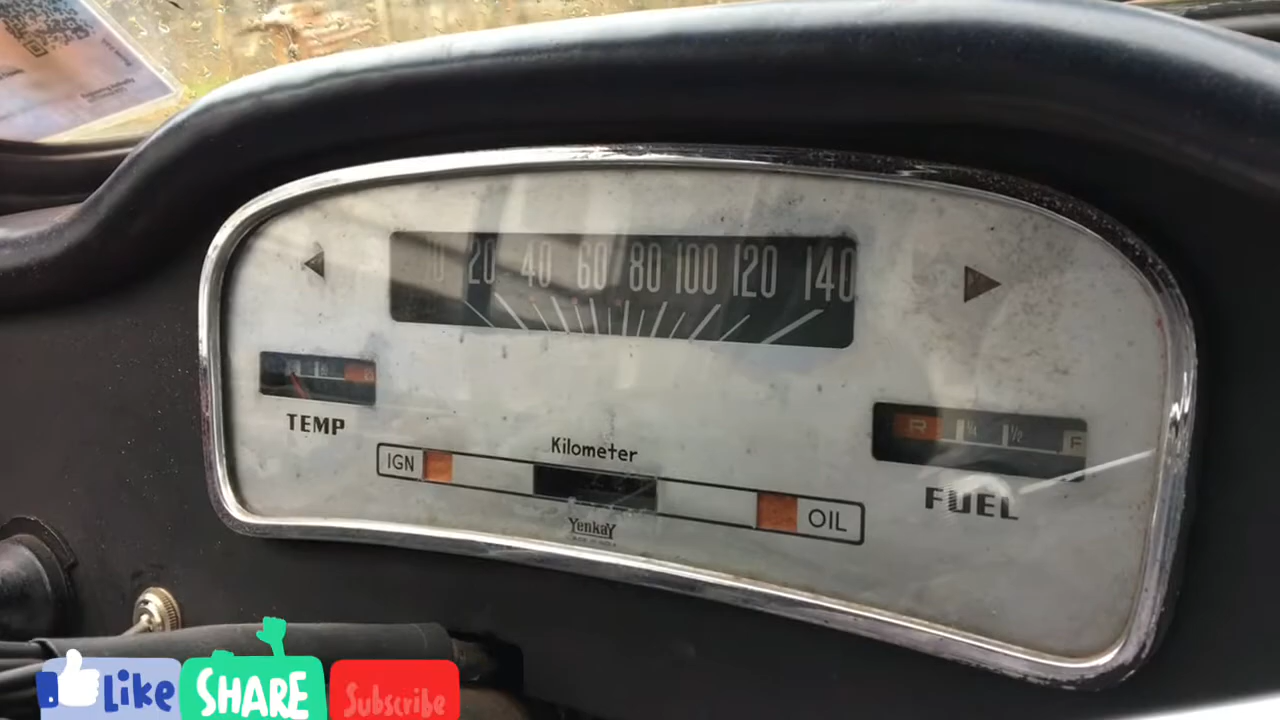 0 20 40 60 80 100 120 140
TEMP
R ¼ ½ F
FUEL
Kilometer
IGN
OIL
Yenkay
Like SHARE Subscribe